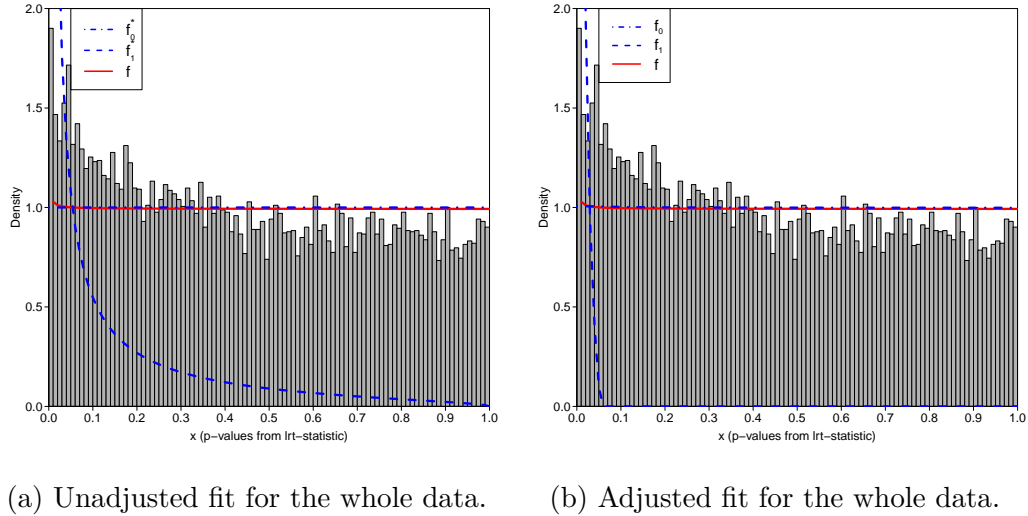 2.0
1.5
1.0
0.5
0.0
Density
f0*
f1*
f
0.0 0.1 0.2 0.3 0.4 0.5 0.6 0.7 0.8 0.9 1.0
x (p−values from lrt−statistic)
(a) Unadjusted fit for the whole data.
2.0
1.5
1.0
0.5
0.0
Density
f0
f1
f
0.0 0.1 0.2 0.3 0.4 0.5 0.6 0.7 0.8 0.9 1.0
x (p−values from lrt−statistic)
(b) Adjusted fit for the whole data.